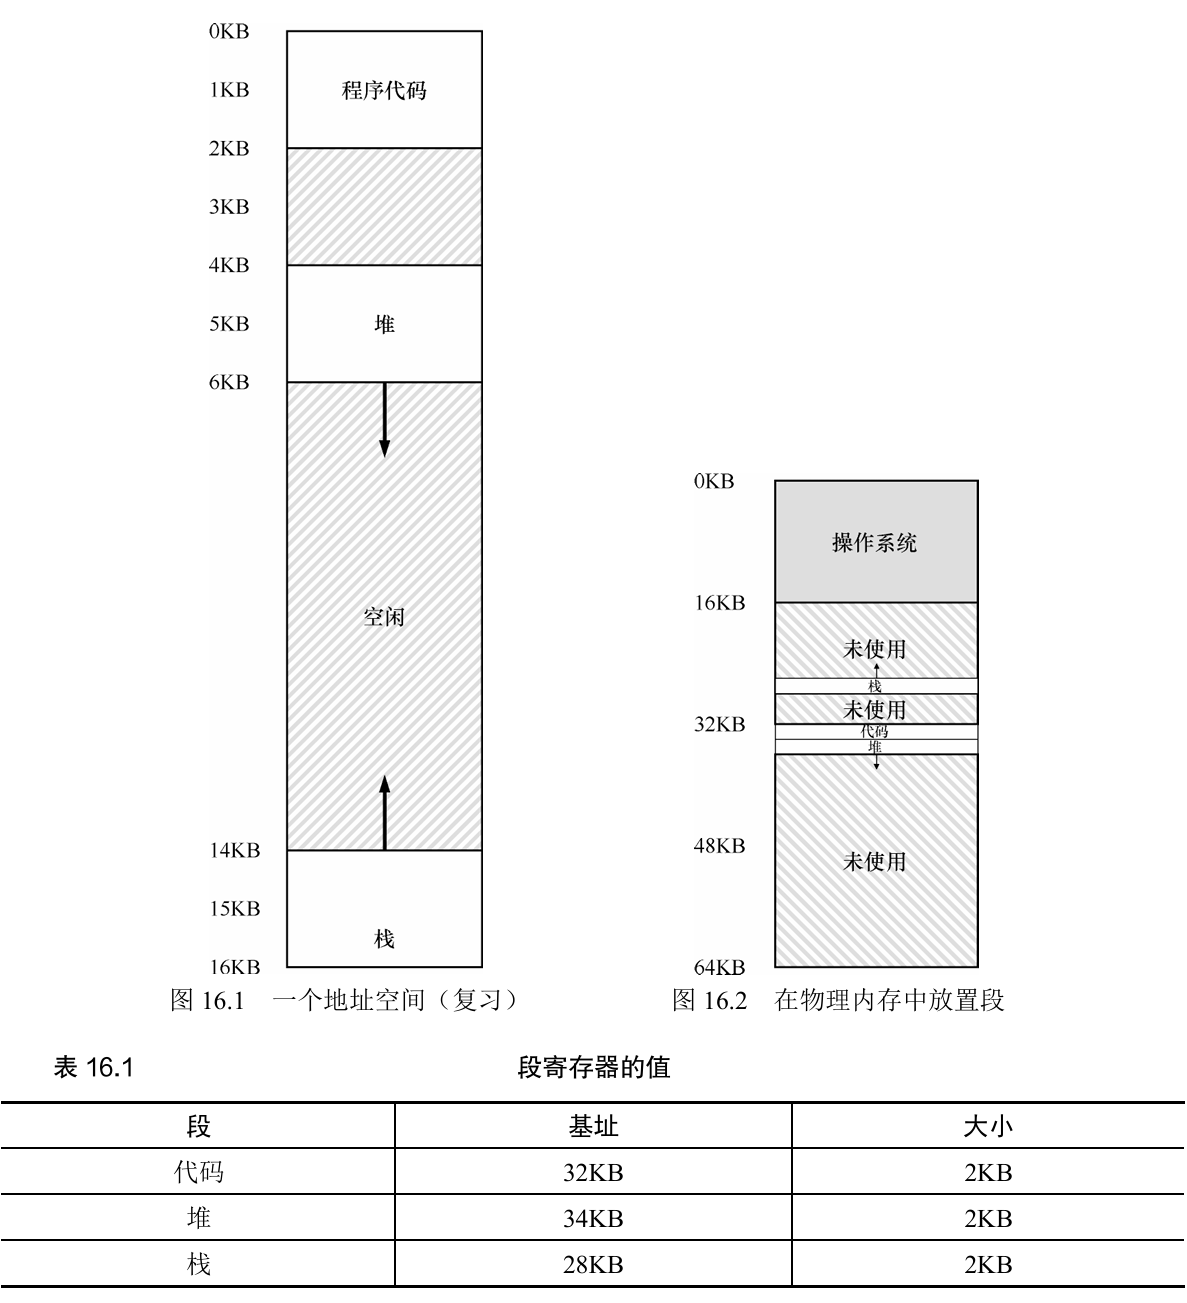 0KB
1KB
程序代码
2KB
3KB
4KB
5KB
堆
6KB
空闲
14KB
15KB
栈
16KB
图 16.1 一个地址空间（复习）
0KB
操作系统
16KB
未使用
栈
未使用
32KB
代码
堆
48KB
未使用
64KB
图 16.2 在物理内存中放置段
表 16.1 段寄存器的值
段 基址 大小
代码 32KB 2KB
堆 34KB 2KB
栈 28KB 2KB